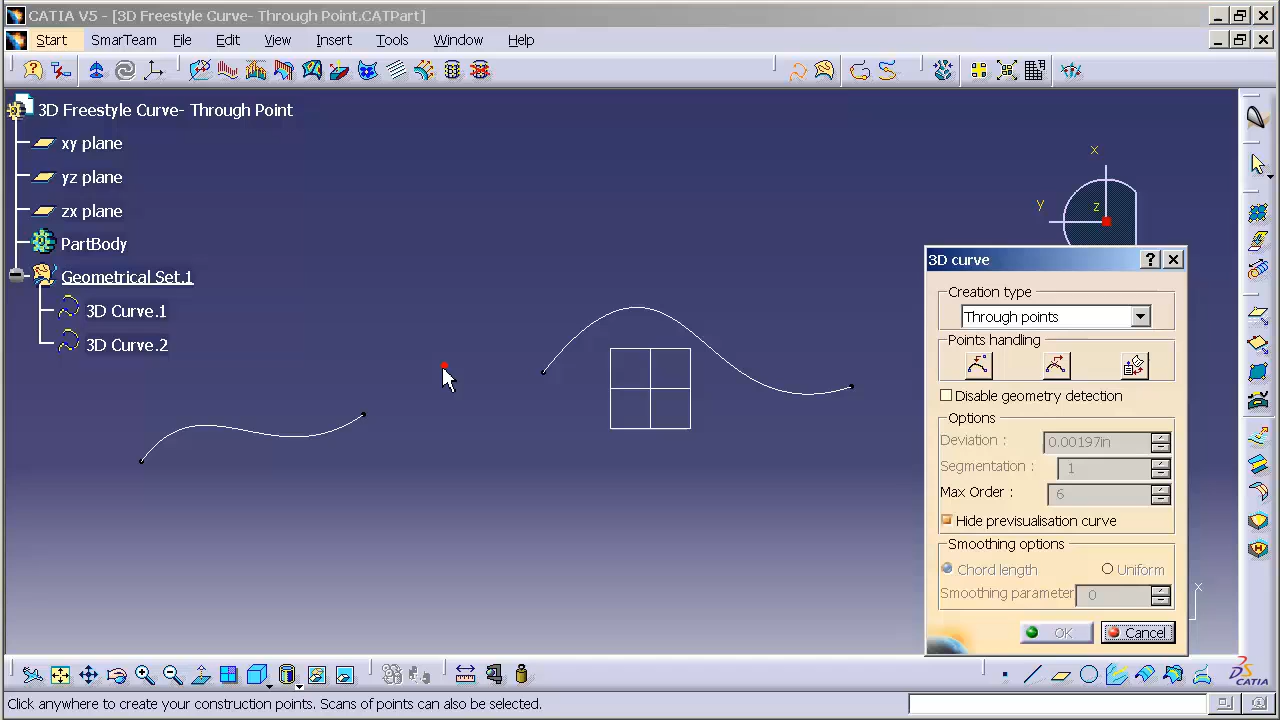 CATIA V5 - [3D Freestyle Curve- Through Point.CATPart]
Start SmarTeam File Edit View Insert Tools Window Help
3D Freestyle Curve- Through Point
xy plane
yz plane
zx plane
PartBody
Geometrical Set.1
3D Curve.1
3D Curve.2
x
y
z
3D curve
Creation type
Through points
Points handling
Disable geometry detection
Options
Deviation : 0.00197in
Segmentation : 1
Max Order : 6
Hide previsualisation curve
Smoothing options
Chord length Uniform
Smoothing parameter 0
OK Cancel
x
CATIA
Click anywhere to create your construction points. Scans of points can also be selected.